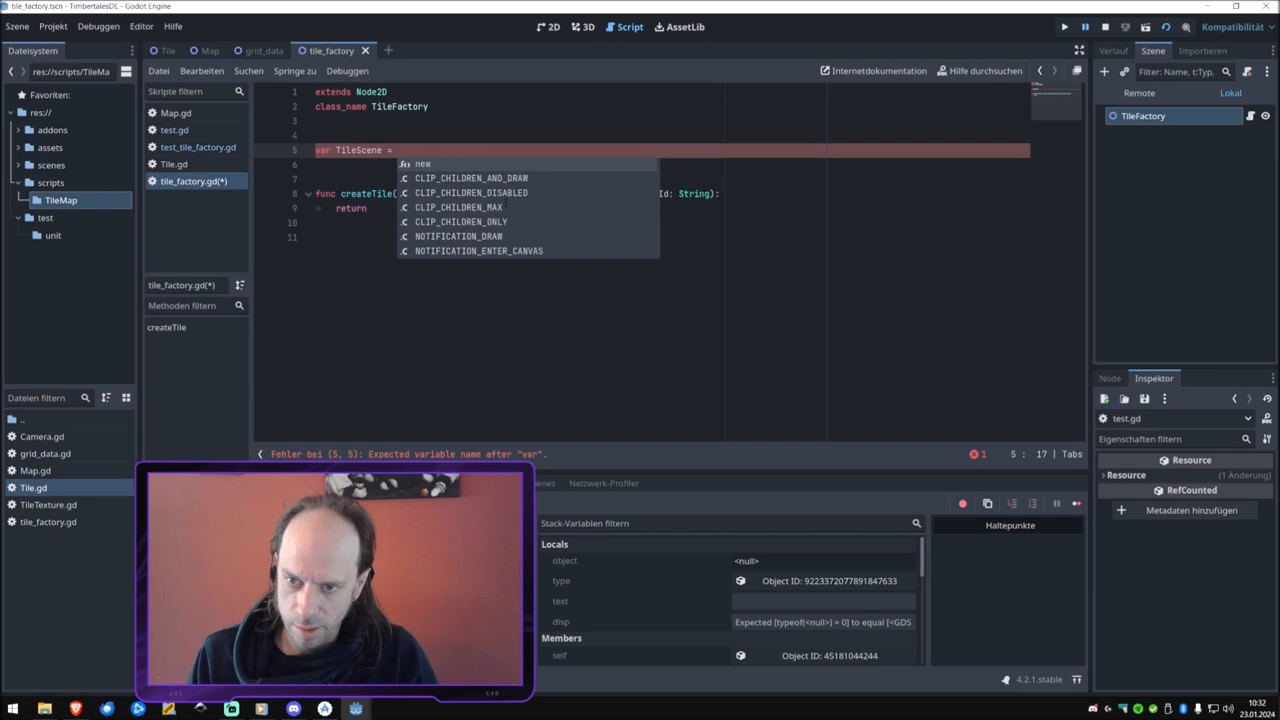 tile_factory.tscn - TimbertalesDE - Godot Engine
Szene Projekt Debuggen Editor Hilfe
2D 3D Script AssetLib
Kompatibilität
Dateisystem
Tile Map grid_data tile_factory
Verlauf Szene Importieren
res://scripts/TileMa
Datei Bearbeiten Suchen Springe zu Debuggen
Internetdokumentation Hilfe durchsuchen
Filter: Name, t:Typ,
Favoriten:
Skripte filtern
Remote Lokal
res://
addons
assets
scenes
scripts
TileMap
test
unit
Map.gd
test.gd
test_tile_factory.gd
Tile.gd
tile_factory.gd(*)
TileFactory
1 extends Node2D
2 class_name TileFactory
3
4
5 var TileScene =
6
7
8 func createTile( Id: String):
9 return
10
11
new
CLIP_CHILDREN_AND_DRAW
CLIP_CHILDREN_DISABLED
CLIP_CHILDREN_MAX
CLIP_CHILDREN_ONLY
NOTIFICATION_DRAW
NOTIFICATION_ENTER_CANVAS
tile_factory.gd(*)
Methoden filtern
createTile
Dateien filtern
..
Camera.gd
grid_data.gd
Map.gd
Tile.gd
TileTexture.gd
tile_factory.gd
Fehler bei (5, 5): Expected variable name after "var".
1 5 : 17 | Tabs
enes Netzwerk-Profiler
Stack-Variablen filtern
Haltepunkte
Locals
object <null>
type Object ID: 9223372077891847633
text
disp Expected [typeof(<null>) = 0] to equal [<GDS
Members
self Object ID: 45181044244
4.2.1.stable
Node Inspektor
test.gd
Eigenschaften filtern
Resource
Resource (1 Änderung)
RefCounted
Metadaten hinzufügen
10:32
23.01.2024